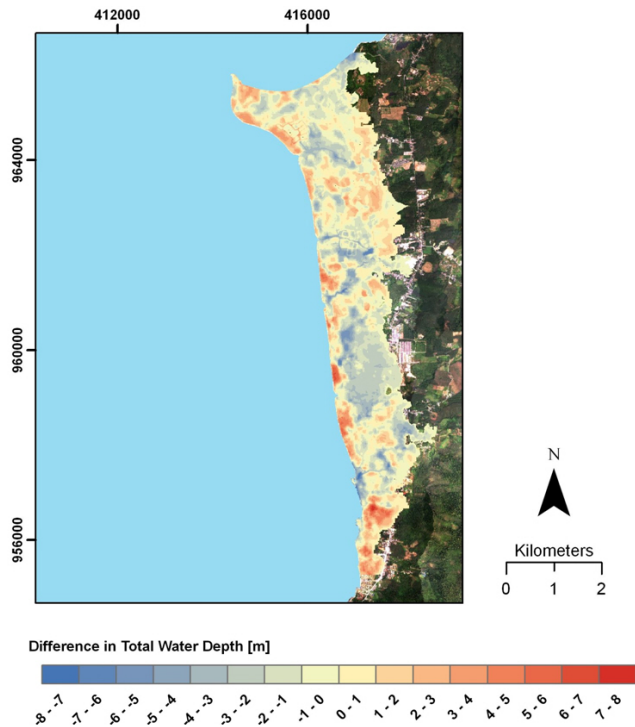 412000 416000
964000
960000
956000
N
Kilometers
0 1 2
Difference in Total Water Depth [m]
-8 - -7 -7 - -6 -6 - -5 -5 - -4 -4 - -3 -3 - -2 -2 - -1 -1 - 0 0 - 1 1 - 2 2 - 3 3 - 4 4 - 5 5 - 6 6 - 7 7 - 8